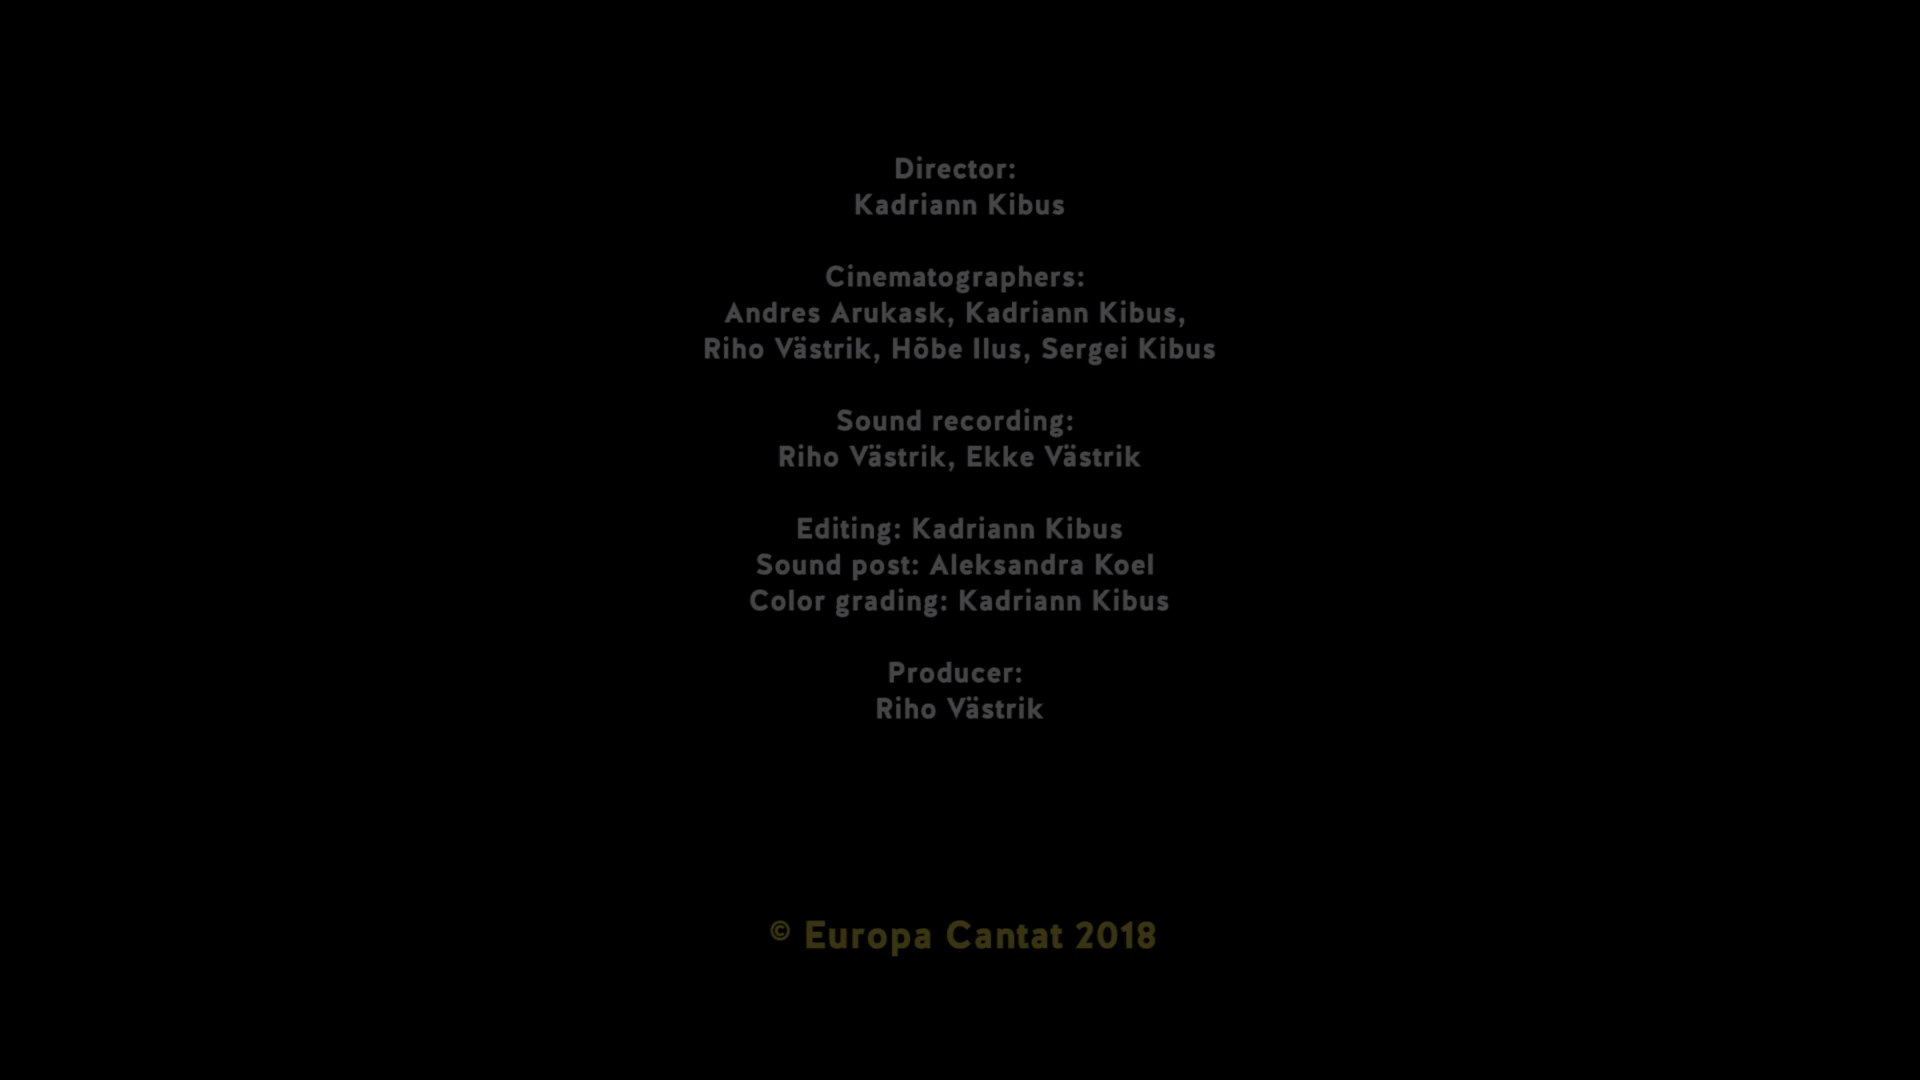 Director:
Kadriann Kibus
Cinematographers:
Andres Arukask, Kadriann Kibus,
Riho Västrik, Hõbe Ilus, Sergei Kibus
Sound recording:
Riho Västrik, Ekke Västrik
Editing: Kadriann Kibus
Sound post: Aleksandra Koel
Color grading: Kadriann Kibus
Producer:
Riho Västrik
© Europa Cantat 2018